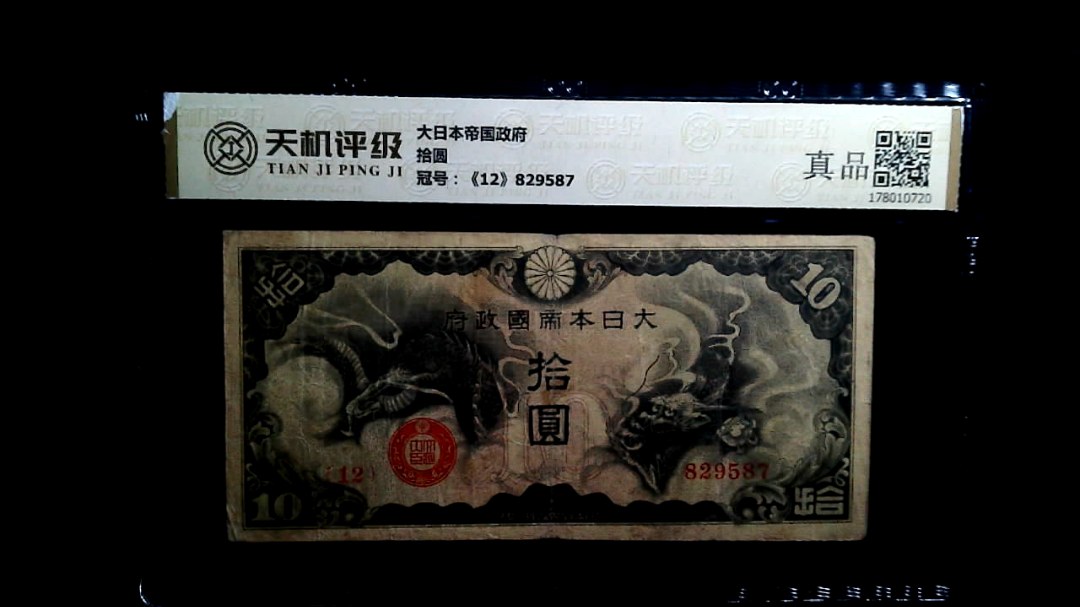 天机评级
TIAN JI PING JI
大日本帝国政府
拾圆
冠号：《12》829587
真品
178010720
拾
10
府政國帝本日大
拾
圓
10
12
829587
10
拾